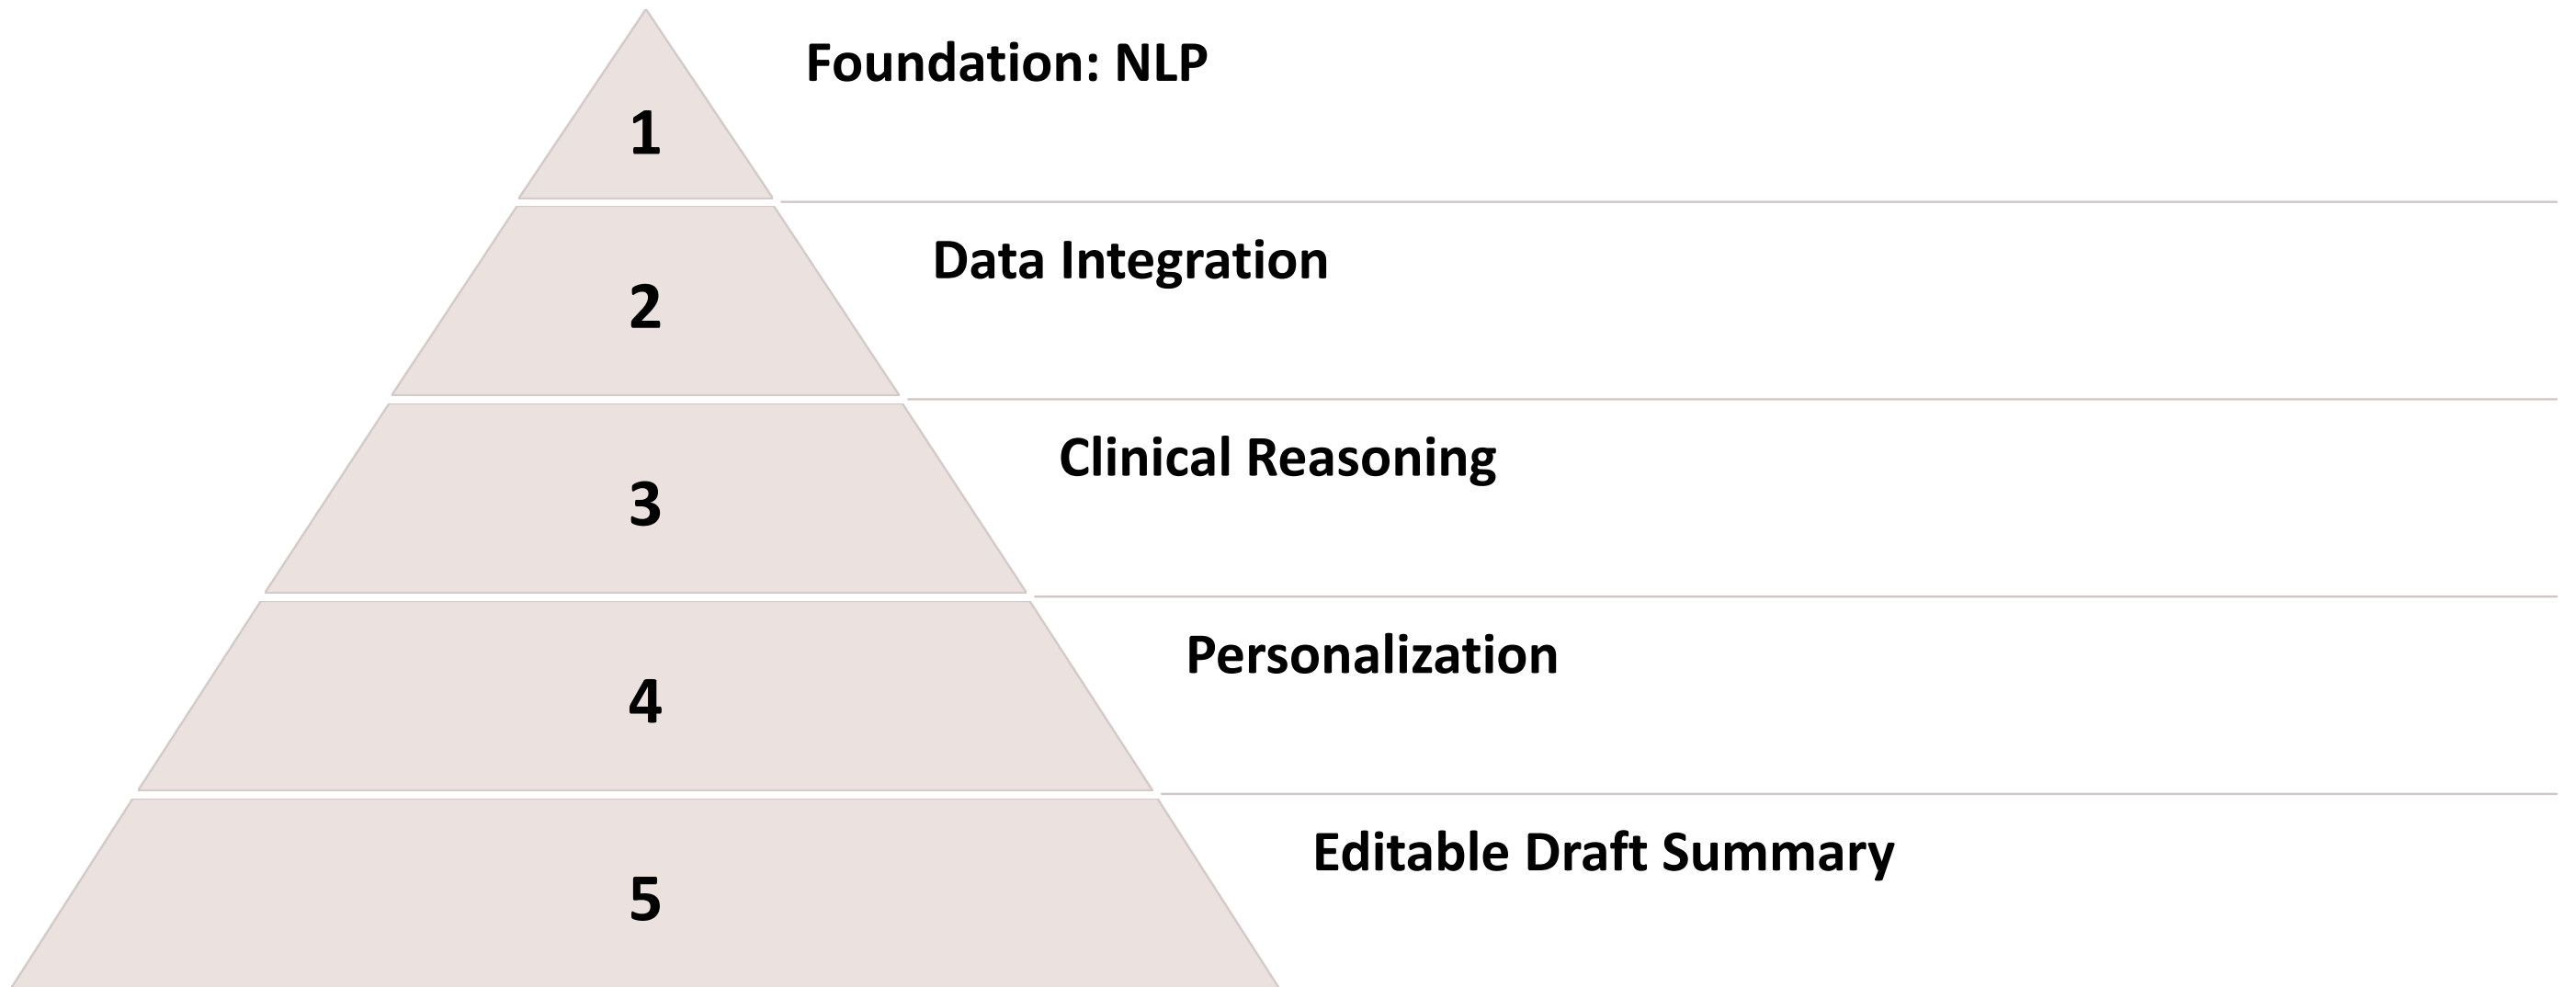 Foundation: NLP
1
Data Integration
2
Clinical Reasoning
3
Personalization
4
Editable Draft Summary
5